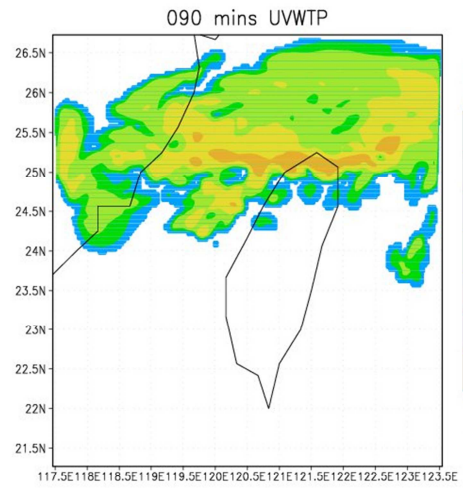 090 mins UVWTP
26.5N
26N
25.5N
25N
24.5N
24N
23.5N
23N
22.5N
22N
21.5N
117.5E118E118.5E119E119.5E120E120.5E121E121.5E122E122.5E123E123.5E